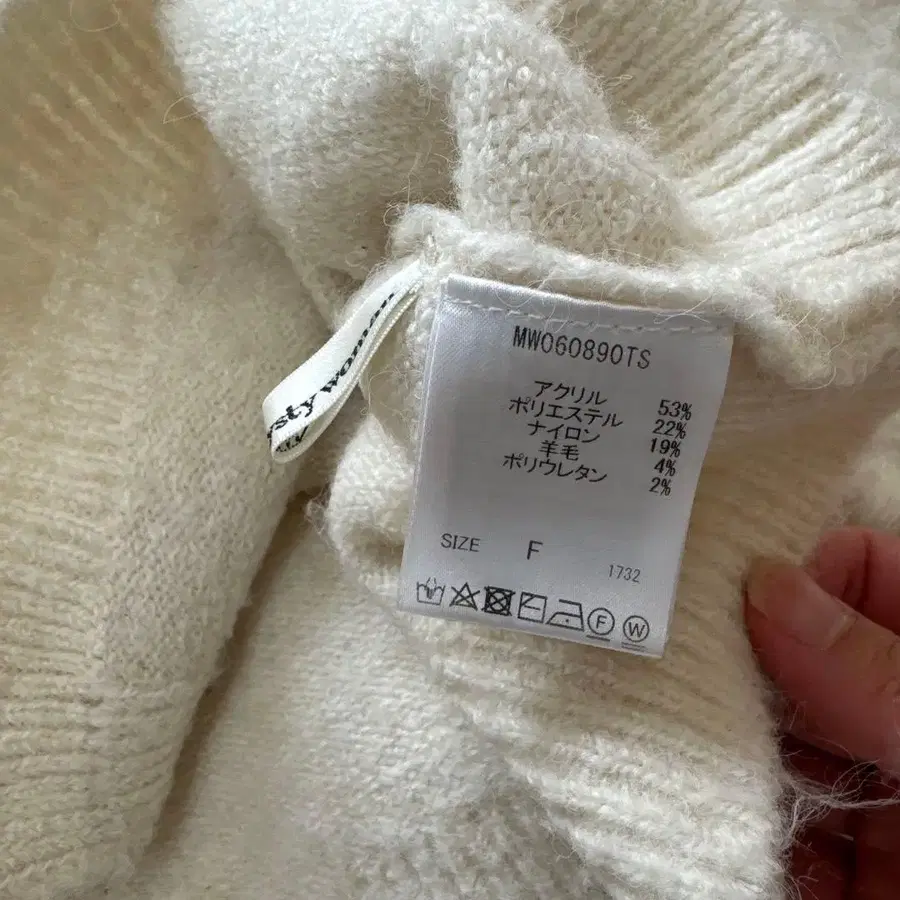 MW060890TS
アクリル 53%
ポリエステル 22%
ナイロン 19%
羊毛 4%
ポリウレタン 2%
SIZE F
1732
F W
woman